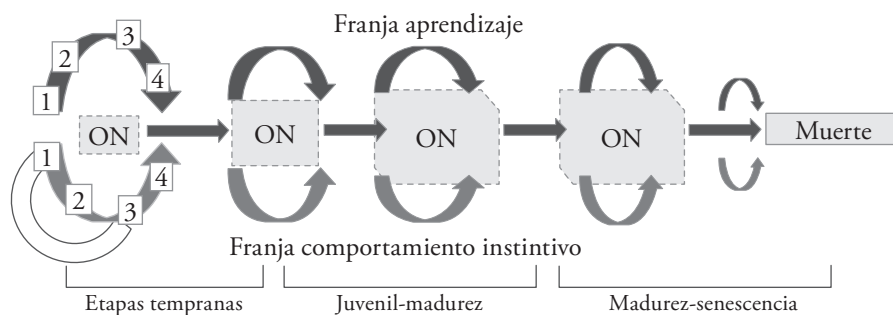 Franja aprendizaje
1 2 3 4
ON ON ON ON Muerte
1 2 3 4
Franja comportamiento instintivo
Etapas tempranas Juvenil-madurez Madurez-senescencia